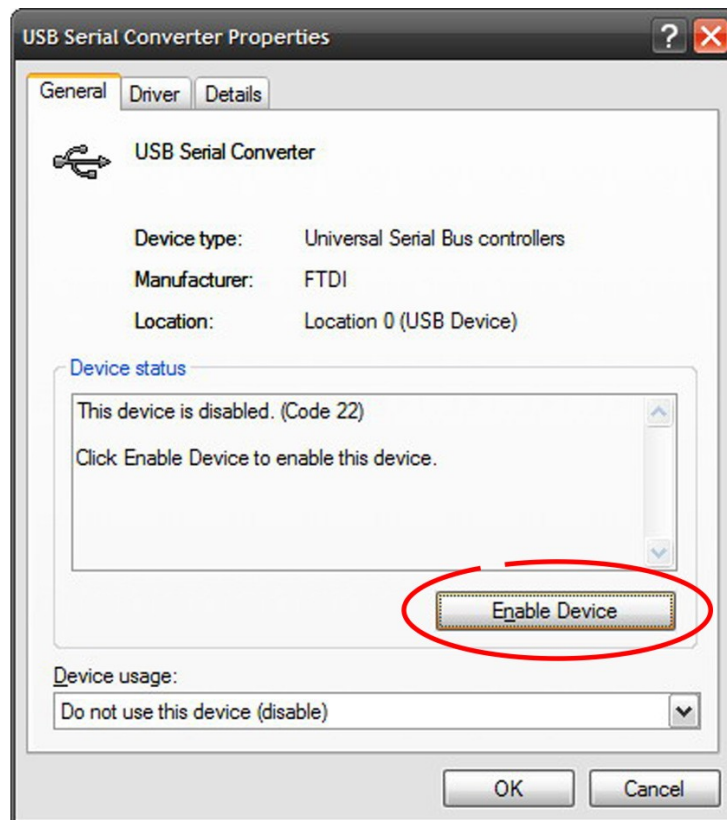 USB Serial Converter Properties
General Driver Details
USB Serial Converter
Device type: Universal Serial Bus controllers
Manufacturer: FTDI
Location: Location 0 (USB Device)
Device status
This device is disabled. (Code 22)
Click Enable Device to enable this device.
Enable Device
Device usage:
Do not use this device (disable)
OK Cancel